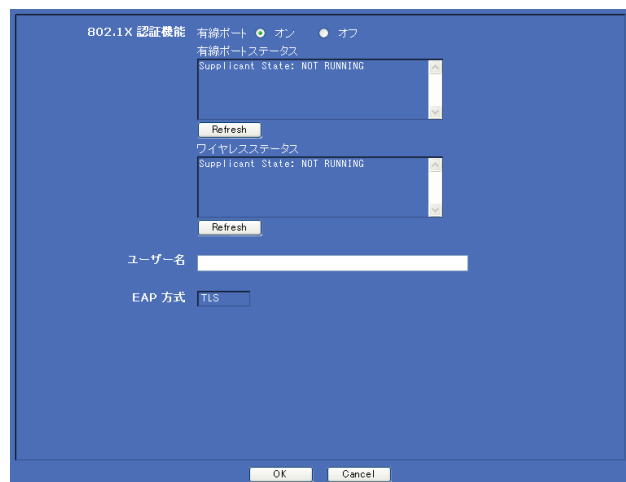 802.1X 認証機能 有線ポート オン オフ
有線ポートステータス
Supplicant State: NOT RUNNING
Refresh
ワイヤレスステータス
Supplicant State: NOT RUNNING
Refresh
ユーザー名
EAP 方式 TLS
OK Cancel